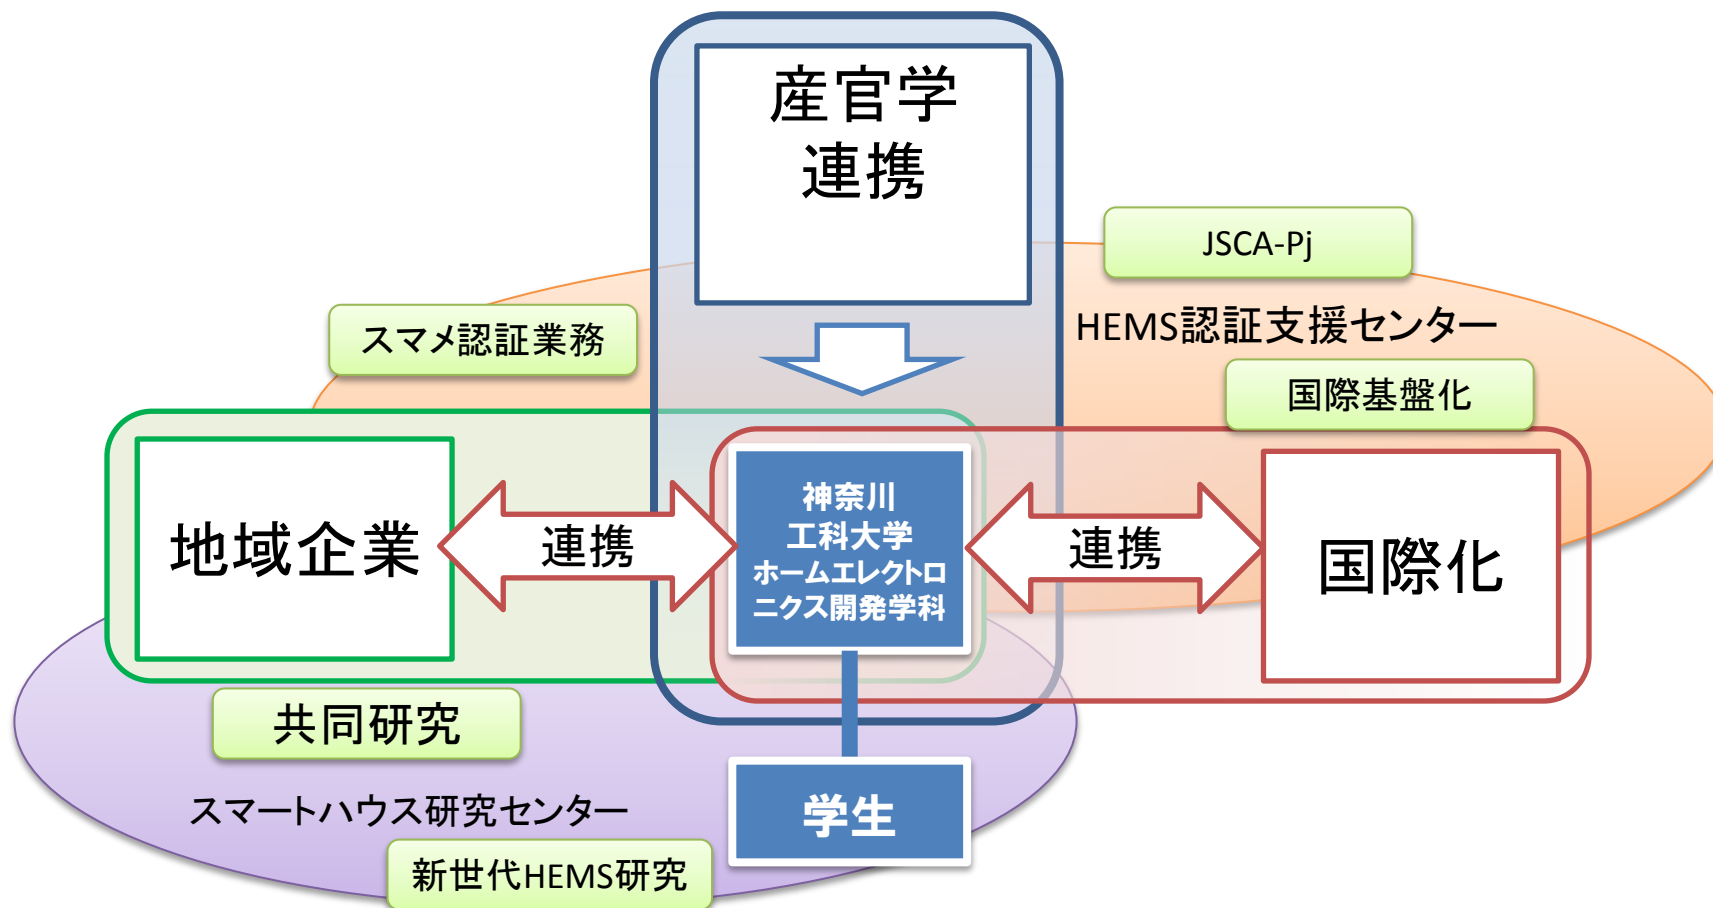 産官学
連携
JSCA-Pj
スマメ認証業務
HEMS認証支援センター
国際基盤化
地域企業
連携
神奈川
工科大学
ホームエレクトロ
ニクス開発学科
連携
国際化
共同研究
スマートハウス研究センター
学生
新世代HEMS研究